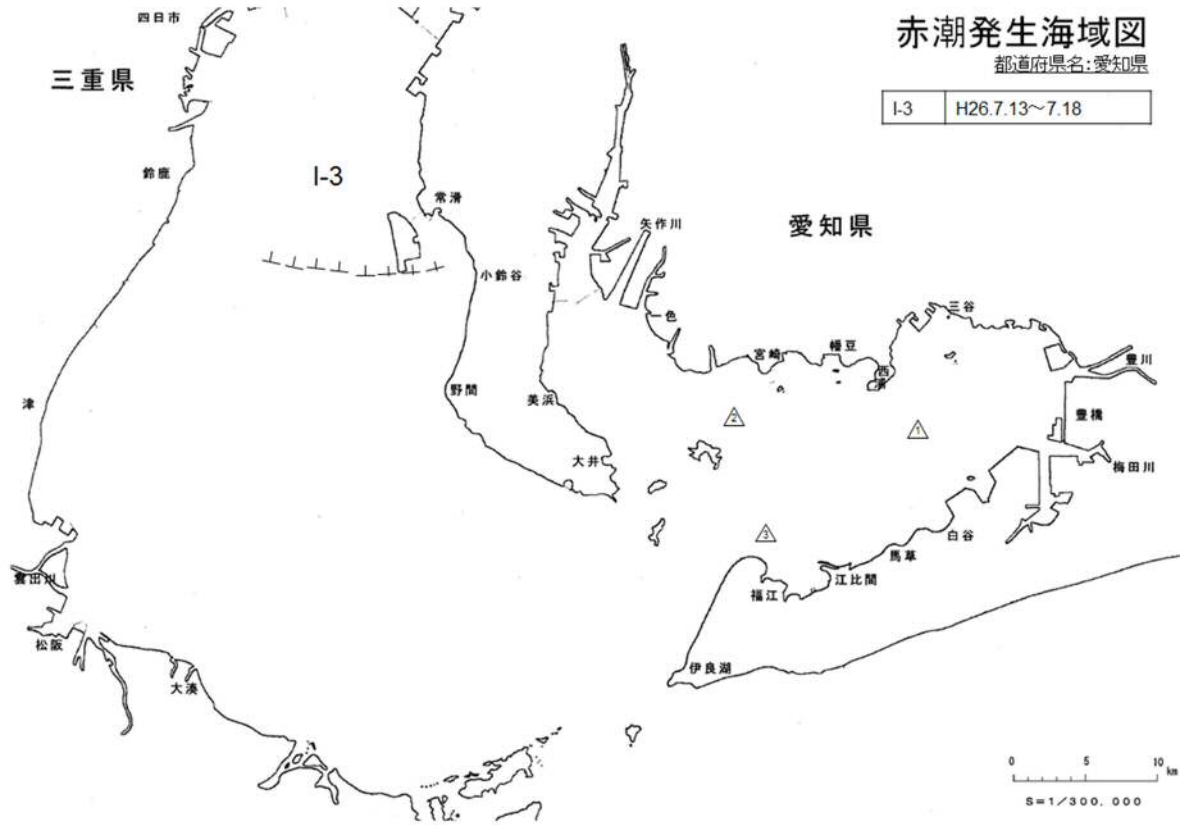 赤潮発生海域図
都道府県名:愛知県
I-3 H26.7.13～7.18
四日市
三重県
鈴鹿
I-3
常滑
矢作川
愛知県
小鈴谷
一色
三谷
宮崎
幡豆
西浦
豊川
津
野間
美浜
2
1
豊橋
大井
梅田川
3
白谷
馬草
江比間
福江
雲出川
松阪
伊良湖
大湊
0 5 10 km
S=1/300,000